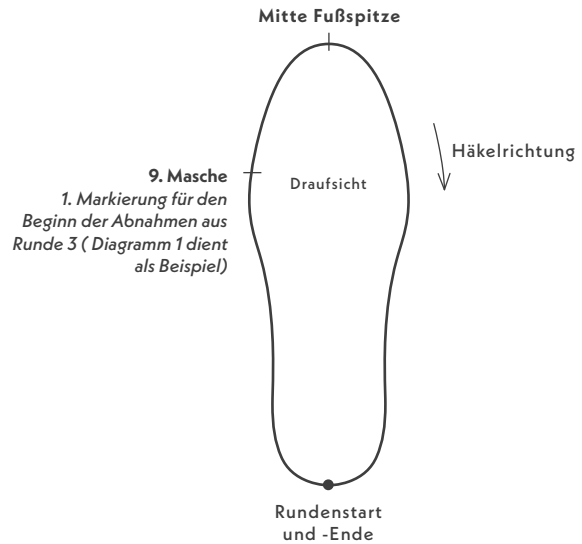 Mitte Fußspitze
Häkelrichtung
9. Masche
1. Markierung für den
Beginn der Abnahmen aus
Runde 3 ( Diagramm 1 dient
als Beispiel)
Draufsicht
Rundenstart
und -Ende